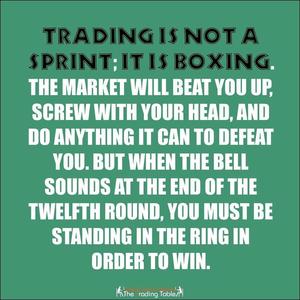 TRADING IS NOT A
SPRINT; IT IS BOXING.
THE MARKET WILL BEAT YOU UP,
SCREW WITH YOUR HEAD, AND
DO ANYTHING IT CAN TO DEFEAT
YOU. BUT WHEN THE BELL
SOUNDS AT THE END OF THE
TWELFTH ROUND, YOU MUST BE
STANDING IN THE RING IN
ORDER TO WIN.
The Trading Tables